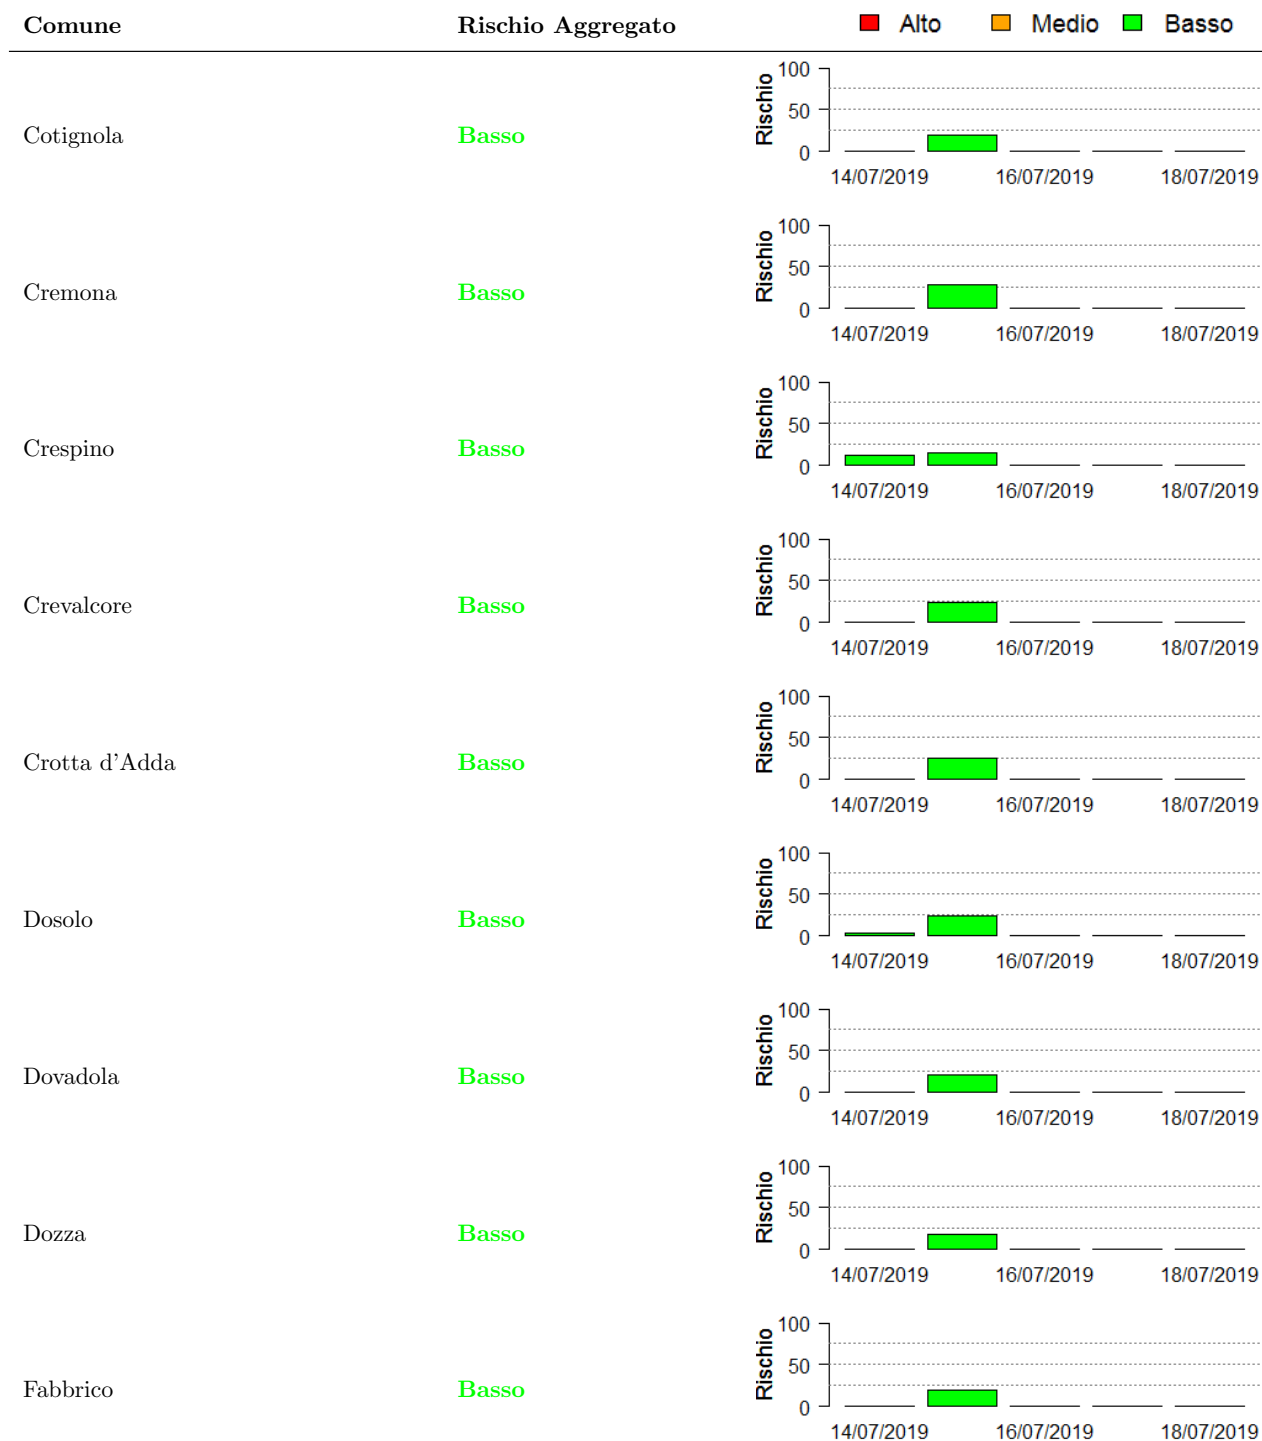 Comune Rischio Aggregato Alto Medio Basso
Cotignola Basso Rischio 100 50 0
14/07/2019 16/07/2019 18/07/2019
Cremona Basso Rischio 100 50 0
14/07/2019 16/07/2019 18/07/2019
Crespino Basso Rischio 100 50 0
14/07/2019 16/07/2019 18/07/2019
Crevalcore Basso Rischio 100 50 0
14/07/2019 16/07/2019 18/07/2019
Crotta d'Adda Basso Rischio 100 50 0
14/07/2019 16/07/2019 18/07/2019
Dosolo Basso Rischio 100 50 0
14/07/2019 16/07/2019 18/07/2019
Dovadola Basso Rischio 100 50 0
14/07/2019 16/07/2019 18/07/2019
Dozza Basso Rischio 100 50 0
14/07/2019 16/07/2019 18/07/2019
Fabbrico Basso Rischio 100 50 0
14/07/2019 16/07/2019 18/07/2019